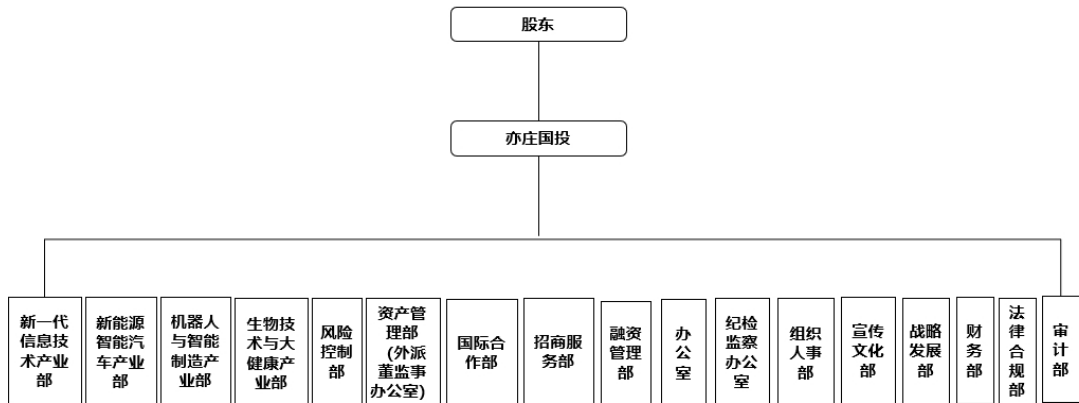 股东
亦庄国投
新一代
信息技
术产业
部
新能源
智能汽
车产业
部
机器人
与智能
制造产
业部
生物技
术与大
健康产
业部
风险
控制
部
资产管
理部
（外派
董监事
办公室）
国际合
作部
招商服
务部
融资
管理
部
办
公
室
纪检
监察
办公
室
组织
人事
部
宣传
文化
部
战略
发展
部
财
务
部
法
律
合
规
部
审
计
部